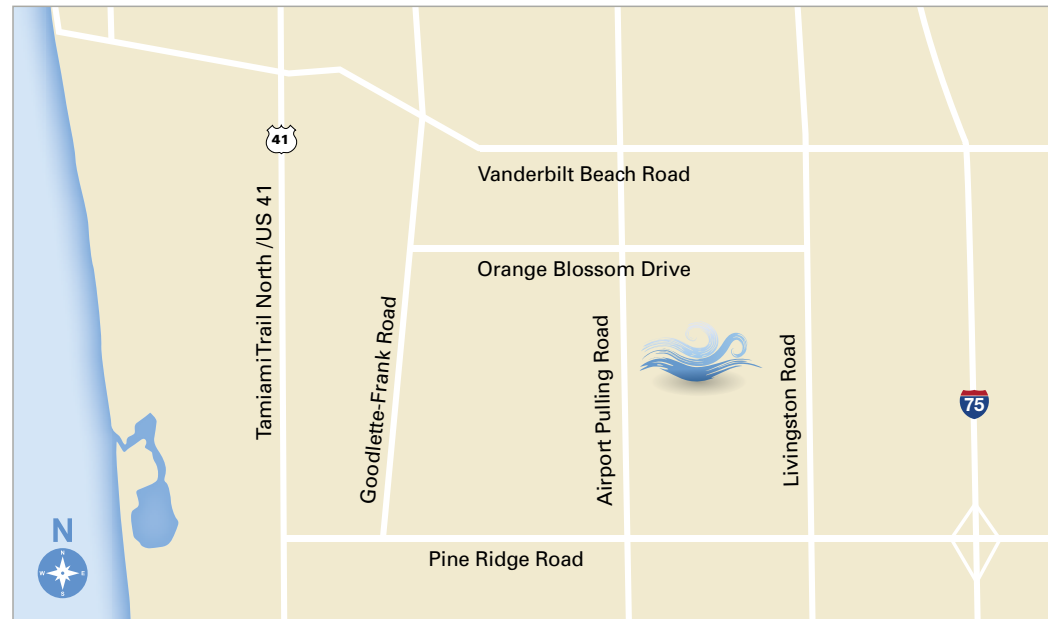 41
Vanderbilt Beach Road
Tamiami Trail North /US 41
Orange Blossom Drive
Goodlette-Frank Road
Airport Pulling Road
Livingston Road
75
N
N
W E
S
Pine Ridge Road